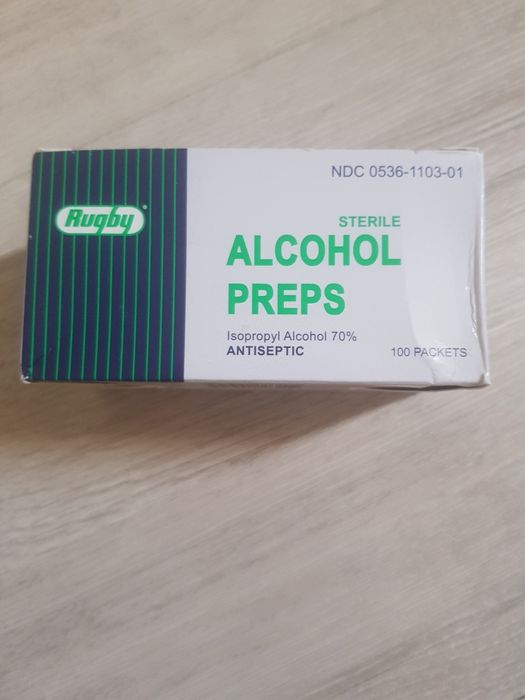 Rugby®
NDC 0536-1103-01
STERILE
ALCOHOL
PREPS
Isopropyl Alcohol 70%
ANTISEPTIC
100 PACKETS